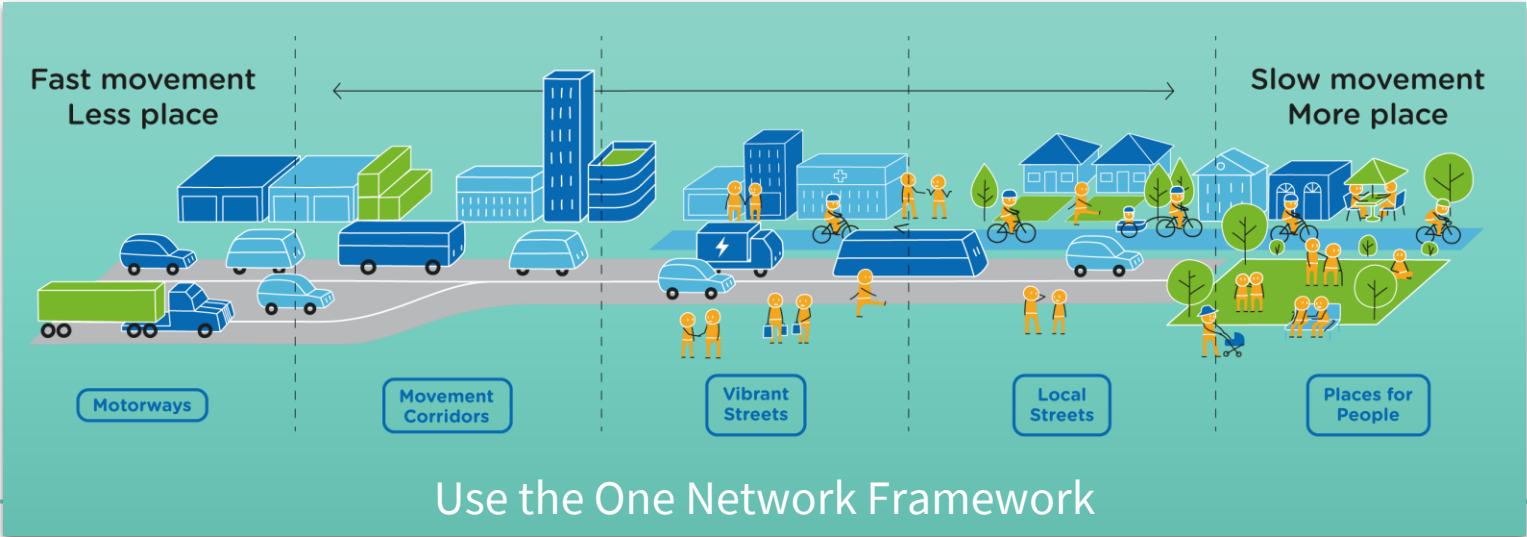 Fast movement
Less place
Slow movement
More place
Motorways
Movement
Corridors
Vibrant
Streets
Local
Streets
Places for
People
Use the One Network Framework